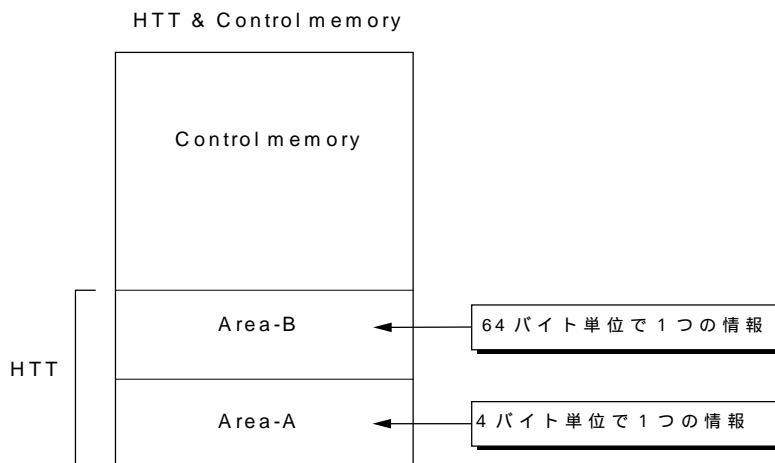 HTT & Control memory
Control memory
Area-B
64 バイト単位で1つの情報
HTT
Area-A
4 バイト単位で1つの情報